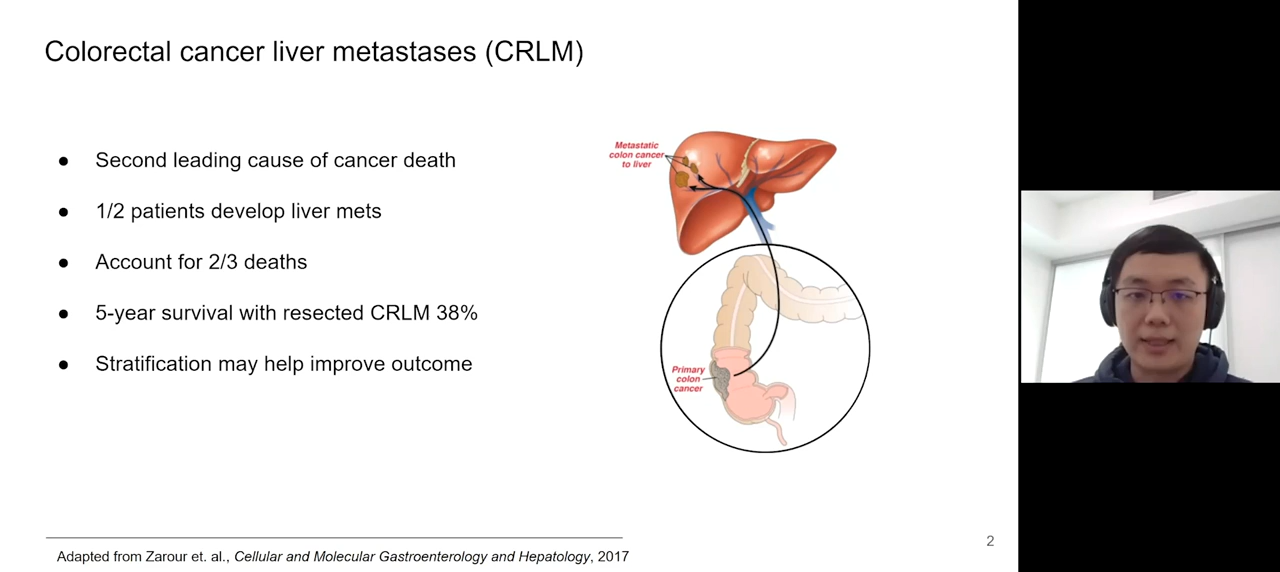 Colorectal cancer liver metastases (CRLM)
● Second leading cause of cancer death
● 1/2 patients develop liver mets
● Account for 2/3 deaths
● 5-year survival with resected CRLM 38%
● Stratification may help improve outcome
Metastatic
colon cancer
to liver
Primary
colon
cancer
Adapted from Zarour et. al., Cellular and Molecular Gastroenterology and Hepatology, 2017
2